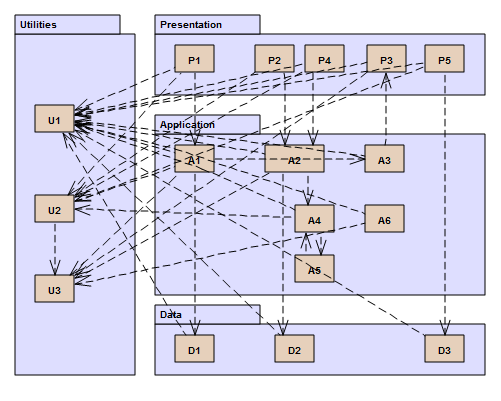 Utilities
Presentation
P1
P2
P4
P3
P5
U1
Application
A1
A2
A3
U2
A4
A6
A5
U3
Data
D1
D2
D3